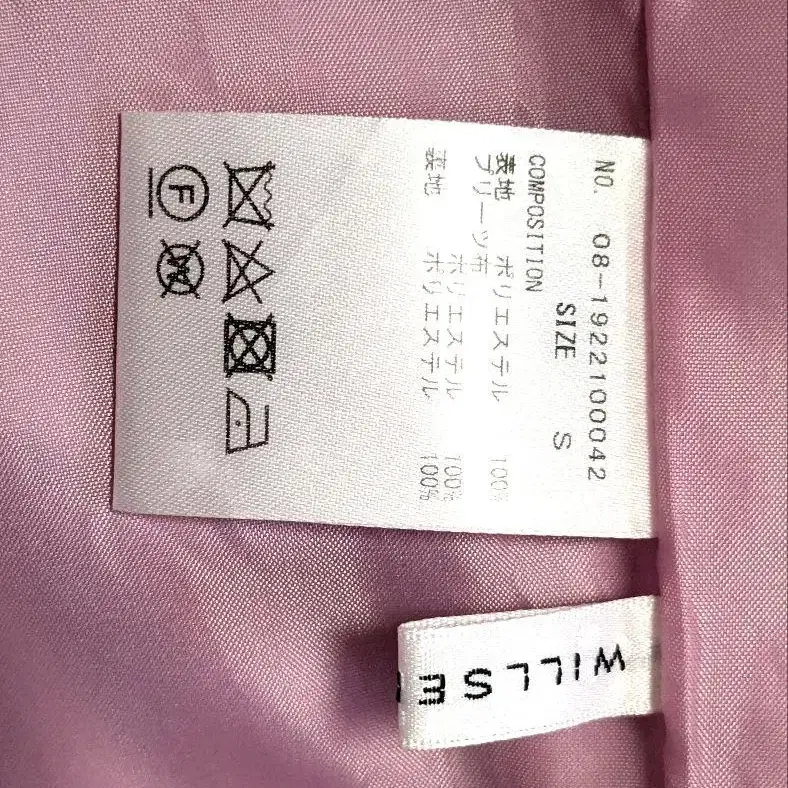 NO. 08-1922100042
SIZE S
COMPOSITION
表地 ポリエステル 100%
プリーツ布 ポリエステル 100%
裏地 ポリエステル 100%
F
W
WILLSE